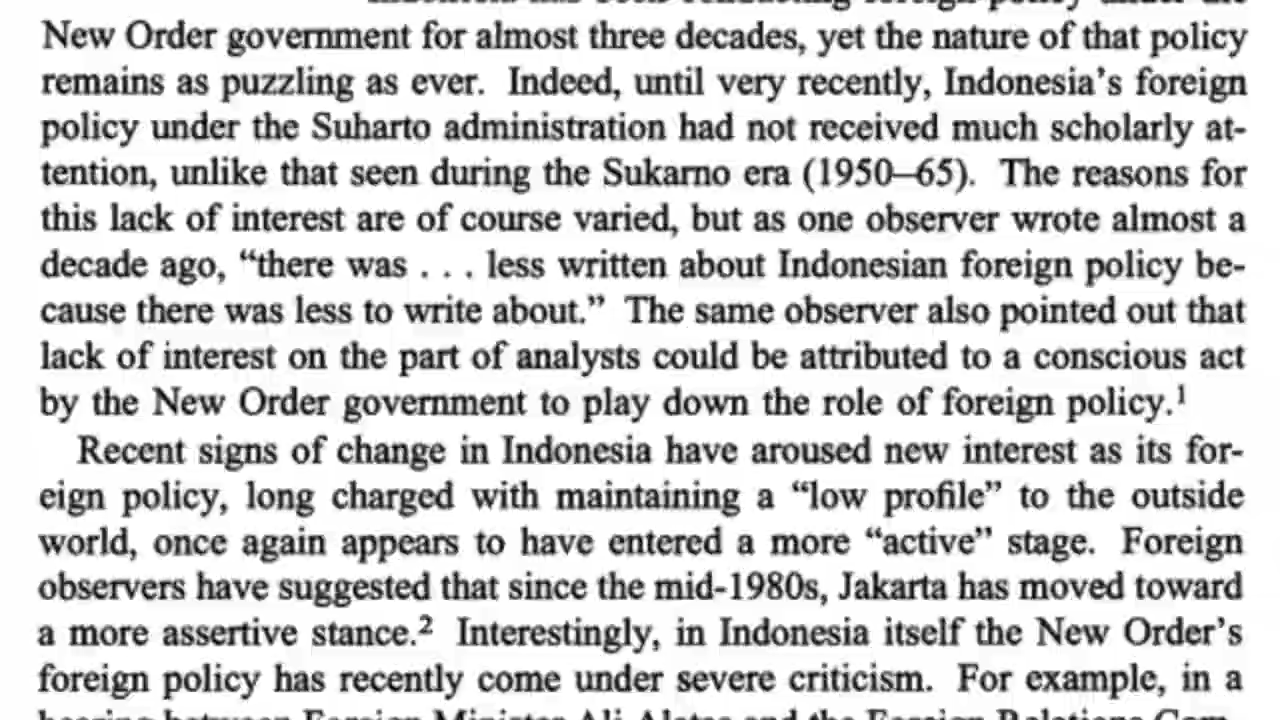 New Order government for almost three decades, yet the nature of that policy
remains as puzzling as ever. Indeed, until very recently, Indonesia's foreign
policy under the Suharto administration had not received much scholarly at-
tention, unlike that seen during the Sukarno era (1950–65). The reasons for
this lack of interest are of course varied, but as one observer wrote almost a
decade ago, “there was . . . less written about Indonesian foreign policy be-
cause there was less to write about.” The same observer also pointed out that
lack of interest on the part of analysts could be attributed to a conscious act
by the New Order government to play down the role of foreign policy.¹
Recent signs of change in Indonesia have aroused new interest as its for-
eign policy, long charged with maintaining a “low profile” to the outside
world, once again appears to have entered a more “active” stage. Foreign
observers have suggested that since the mid-1980s, Jakarta has moved toward
a more assertive stance.² Interestingly, in Indonesia itself the New Order's
foreign policy has recently come under severe criticism. For example, in a